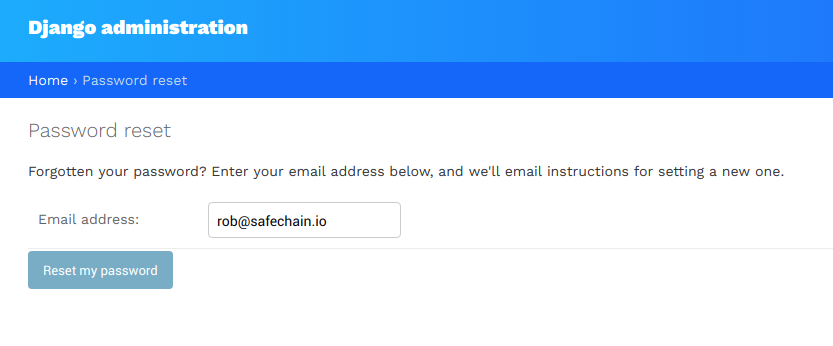 Django administration
Home › Password reset
Password reset
Forgotten your password? Enter your email address below, and we'll email instructions for setting a new one.
Email address: rob@safechain.io
Reset my password